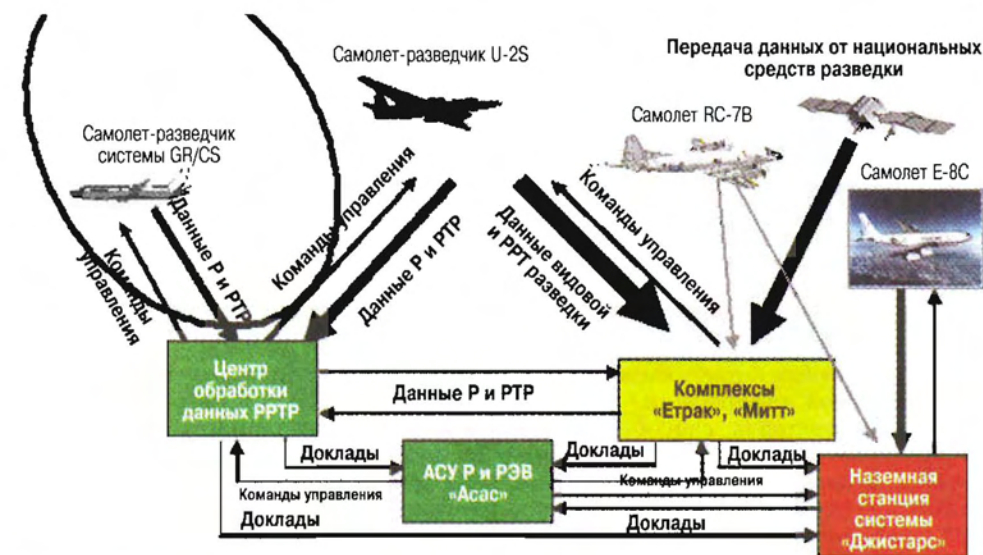 Самолет-разведчик U-2S
Передача данных от национальных
средств разведки
Самолет-разведчик
системы GR/CS
Самолет RC-7B
Самолет E-8C
Команды
управления
Данные Р и РТР
Команды управления
Данные Р и РТР
Данные видовой
и РРТ разведки
Команды управления
Центр
обработки
данных РРТР
Данные Р и РТР
Комплексы
«Етрак», «Митт»
Доклады
АСУ Р и РЭВ
«Асас»
Доклады
Доклады
Команды управления
Команды управления
Наземная
станция
системы
«Джистарс»
Доклады
Доклады